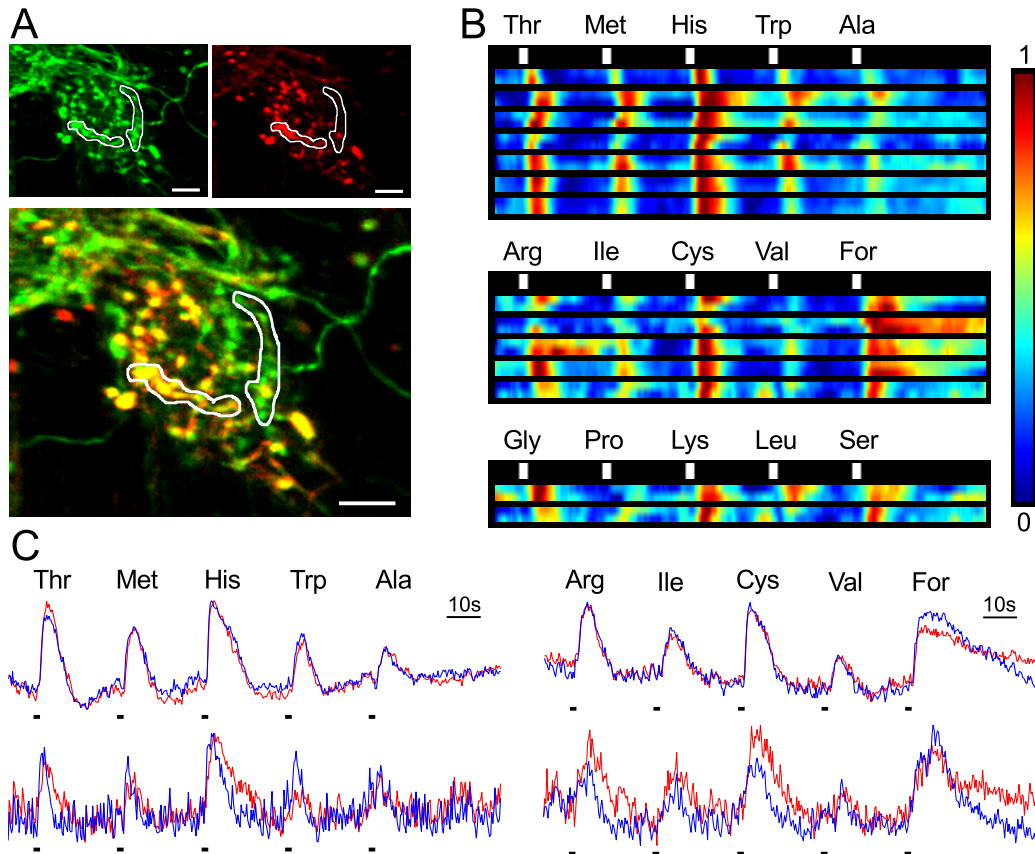 A
B
Thr Met His Trp Ala
1
Arg Ile Cys Val For
Gly Pro Lys Leu Ser
0
C
Thr Met His Trp Ala
10s
Arg Ile Cys Val For
10s